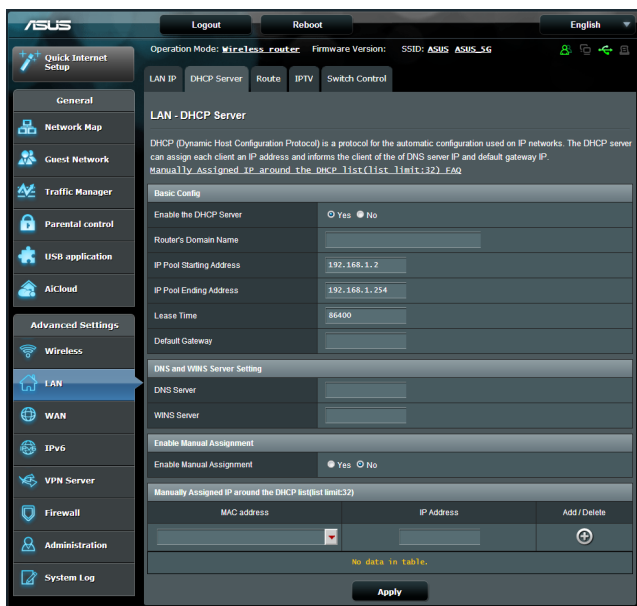 ASUS
Logout
Reboot
English
Quick Internet
Setup
Operation Mode: Wireless router Firmware Version: SSID: ASUS ASUS_5G
LAN IP
DHCP Server
Route
IPTV
Switch Control
General
Network Map
Guest Network
Traffic Manager
Parental control
USB application
AiCloud
Advanced Settings
Wireless
LAN
WAN
IPv6
VPN Server
Firewall
Administration
System Log
LAN - DHCP Server
DHCP (Dynamic Host Configuration Protocol) is a protocol for the automatic configuration used on IP networks. The DHCP server
can assign each client an IP address and informs the client of the of DNS server IP and default gateway IP.
Manually Assigned IP around the DHCP list(list limit:32) FAQ
Basic Config
Enable the DHCP Server Yes No
Router's Domain Name
IP Pool Starting Address 192.168.1.2
IP Pool Ending Address 192.168.1.254
Lease Time 86400
Default Gateway
DNS and WINS Server Setting
DNS Server
WINS Server
Enable Manual Assignment
Enable Manual Assignment Yes No
Manually Assigned IP around the DHCP list(list limit:32)
MAC address IP Address Add / Delete
No data in table.
Apply